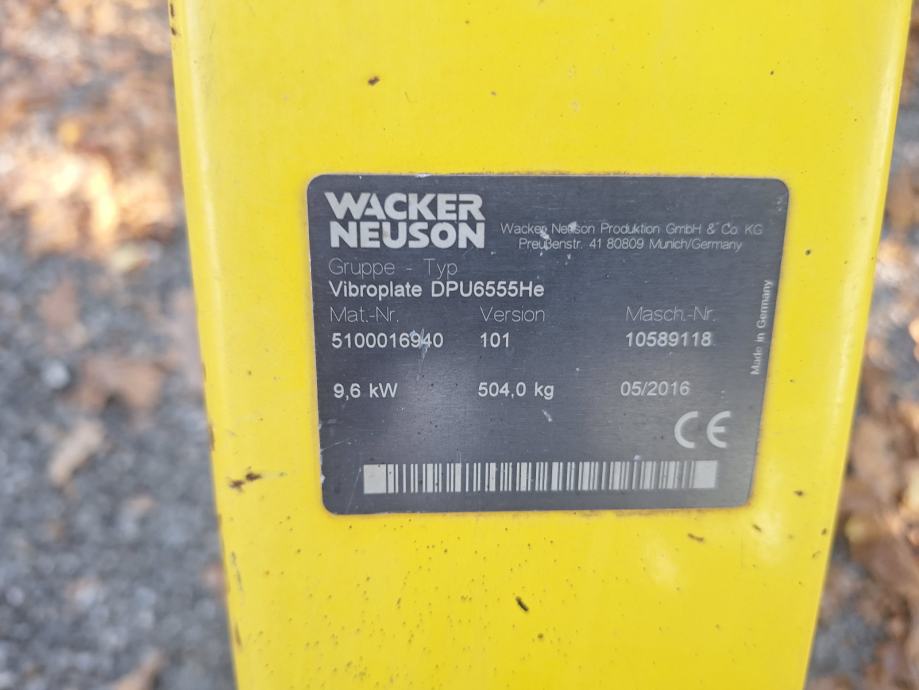 WACKER
NEUSON
Wacker Neuson Produktion GmbH & Co. KG
Preußenstr. 41 80809 Munich/Germany
Gruppe - Typ
Vibroplate DPU6555He
Mat.-Nr. Version Masch.-Nr.
5100016940 101 10589118
9,6 kW 504,0 kg 05/2016
CE
Made in Germany